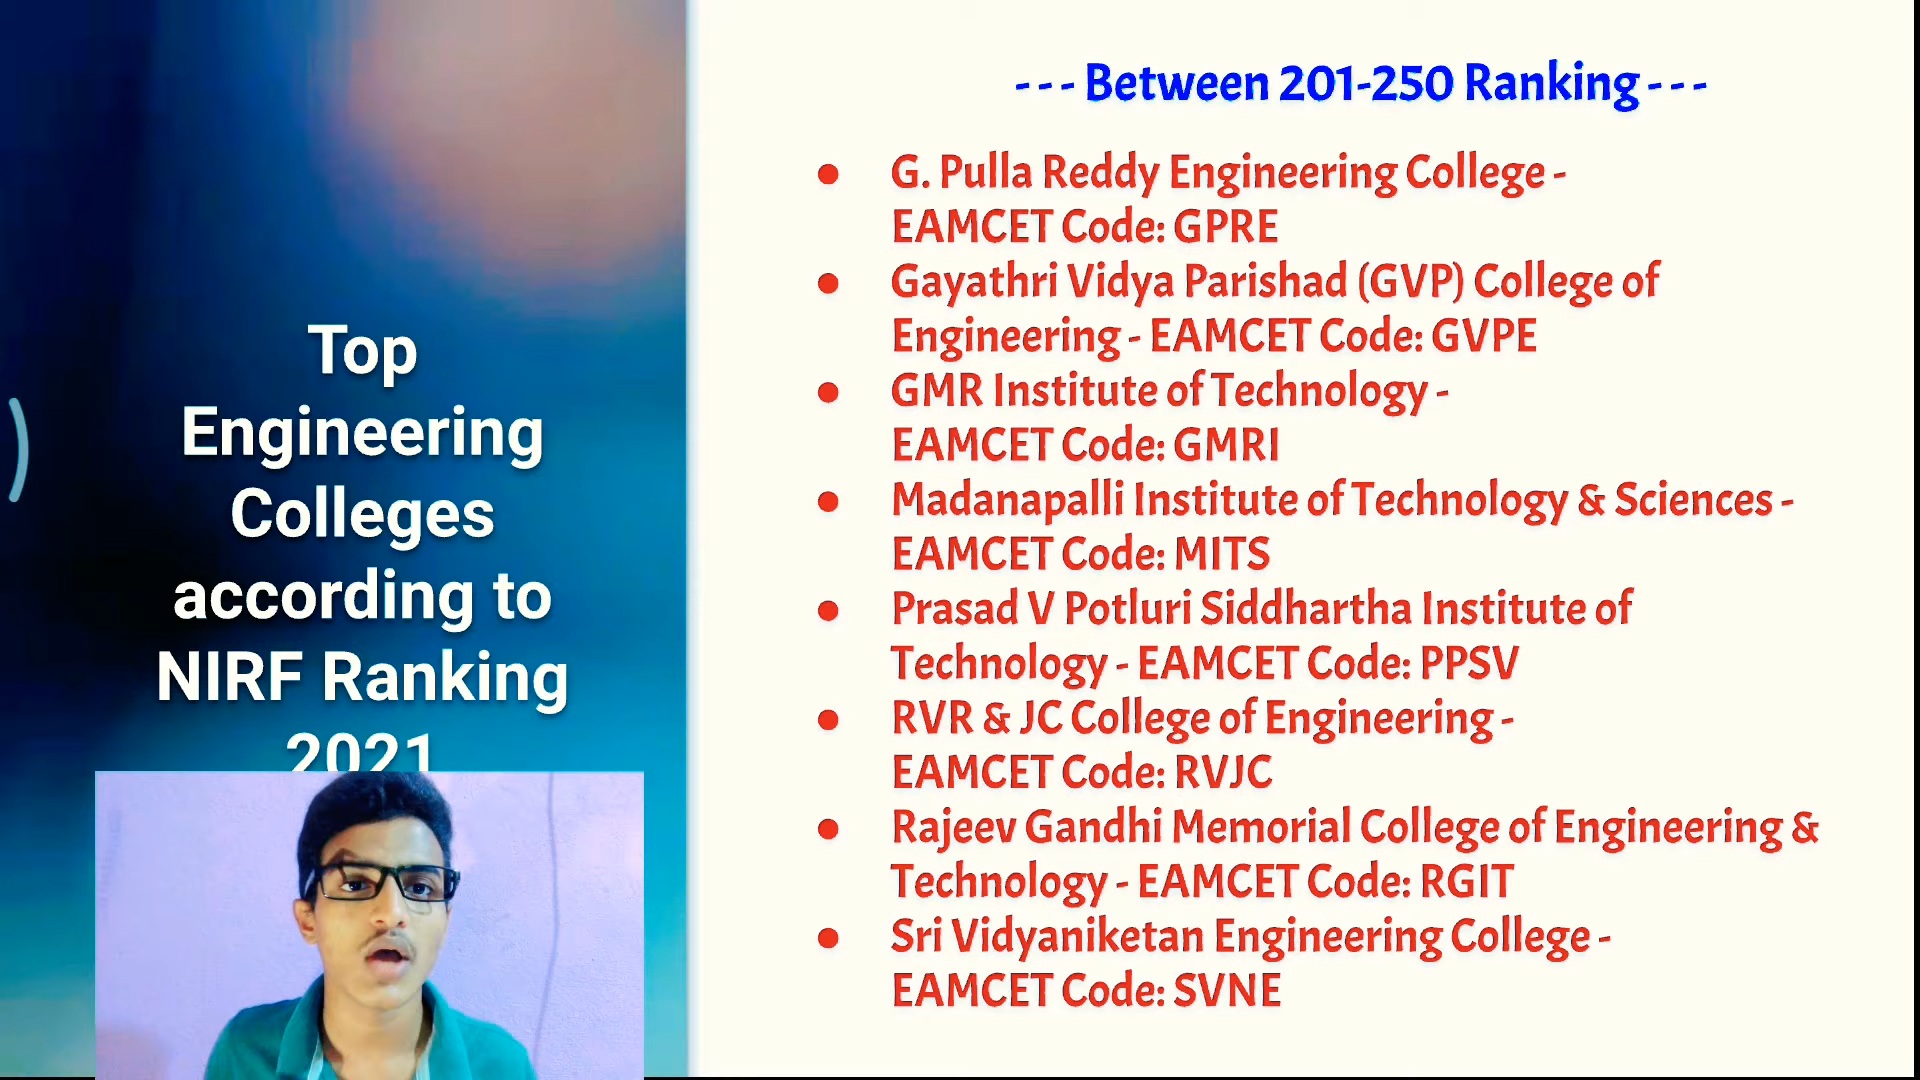 Top
Engineering
Colleges
according to
NIRF Ranking
2021
--- Between 201-250 Ranking ---
● G. Pulla Reddy Engineering College -
EAMCET Code: GPRE
● Gayathri Vidya Parishad (GVP) College of
Engineering - EAMCET Code: GVPE
● GMR Institute of Technology -
EAMCET Code: GMRI
● Madanapalli Institute of Technology & Sciences -
EAMCET Code: MITS
● Prasad V Potluri Siddhartha Institute of
Technology - EAMCET Code: PPSV
● RVR & JC College of Engineering -
EAMCET Code: RVJC
● Rajeev Gandhi Memorial College of Engineering &
Technology - EAMCET Code: RGIT
● Sri Vidyaniketan Engineering College -
EAMCET Code: SVNE